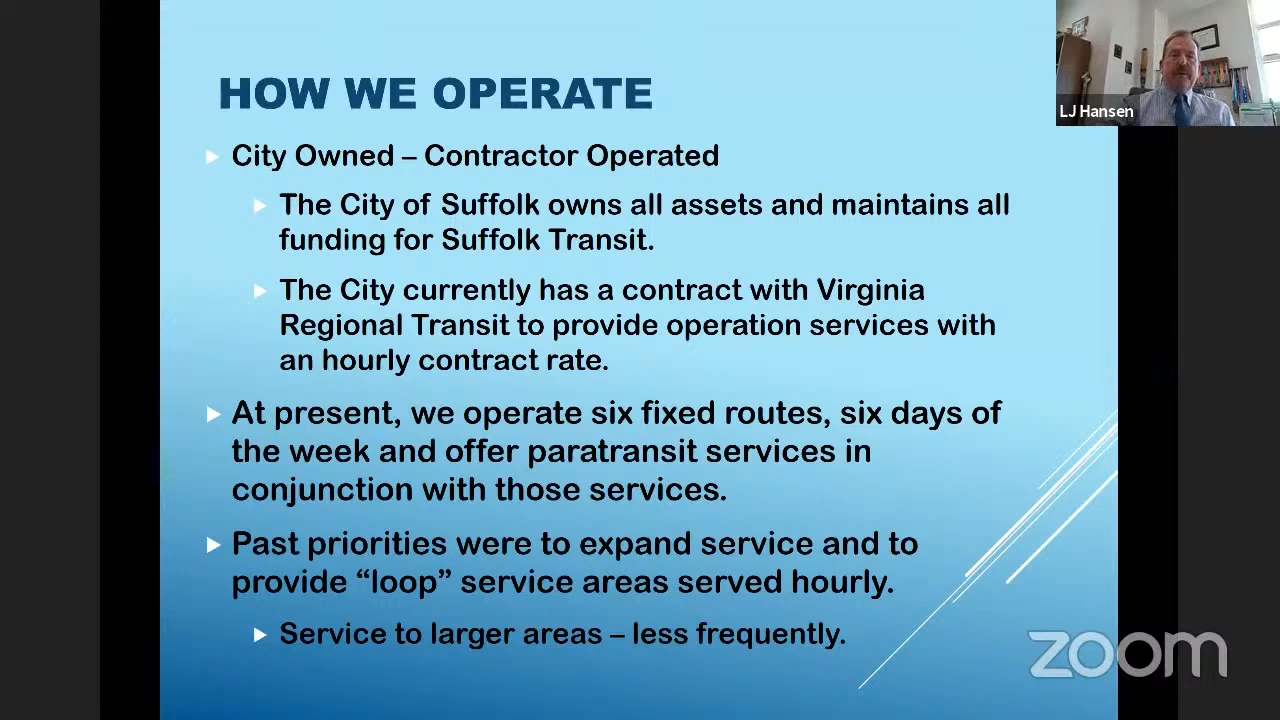 HOW WE OPERATE
City Owned – Contractor Operated
The City of Suffolk owns all assets and maintains all
funding for Suffolk Transit.
The City currently has a contract with Virginia
Regional Transit to provide operation services with
an hourly contract rate.
At present, we operate six fixed routes, six days of
the week and offer paratransit services in
conjunction with those services.
Past priorities were to expand service and to
provide “loop” service areas served hourly.
Service to larger areas – less frequently.
LJ Hansen
zoom